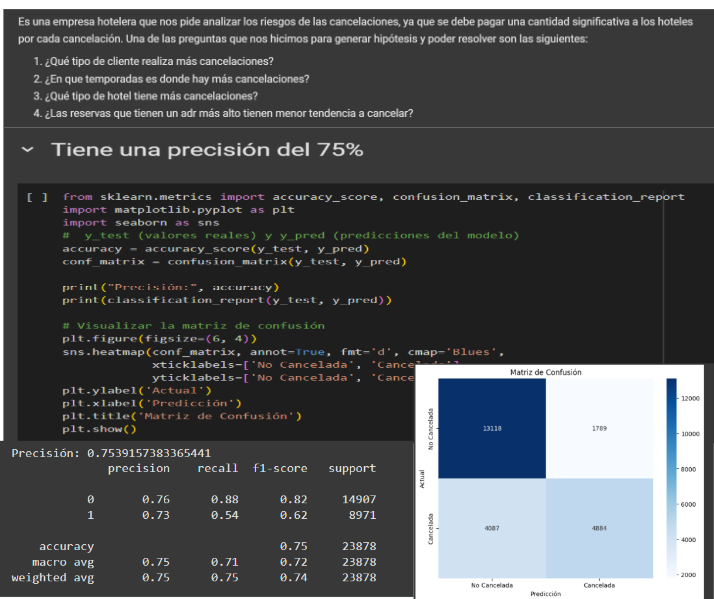 Es una empresa hotelera que nos pide analizar los riesgos de las cancelaciones, ya que se debe pagar una cantidad significativa a los hoteles
por cada cancelación. Una de las preguntas que nos hicimos para generar hipótesis y poder resolver son las siguientes:
1. ¿Qué tipo de cliente realiza más cancelaciones?
2. ¿En que temporadas es donde hay más cancelaciones?
3. ¿Qué tipo de hotel tiene más cancelaciones?
4. ¿Las reservas que tienen un adr más alto tienen menor tendencia a cancelar?
Tiene una precisión del 75%
[ ] from sklearn.metrics import accuracy_score, confusion_matrix, classification_report
import matplotlib.pyplot as plt
import seaborn as sns
# y_test (valores reales) y y_pred (predicciones del modelo)
accuracy = accuracy_score(y_test, y_pred)
conf_matrix = confusion_matrix(y_test, y_pred)
print("Precisión:", accuracy)
print(classification_report(y_test, y_pred))
# Visualizar la matriz de confusión
plt.figure(figsize=(6, 4))
sns.heatmap(conf_matrix, annot=True, fmt='d', cmap='Blues',
xticklabels=['No Cancelada', 'Cancelada'],
yticklabels=['No Cancelada', 'Cance
plt.ylabel('Actual')
plt.xlabel('Predicción')
plt.title('Matriz de Confusión')
plt.show()
Precisión: 0.7539157383365441
precision recall f1-score support
0 0.76 0.88 0.82 14907
1 0.73 0.54 0.62 8971
accuracy 0.75 23878
macro avg 0.75 0.71 0.72 23878
weighted avg 0.75 0.75 0.74 23878
Matriz de Confusión
No Cancelada
13118
1789
Cancelada
4087
4884
Actual
No Cancelada
Cancelada
Predicción
12000
10000
8000
6000
4000
2000